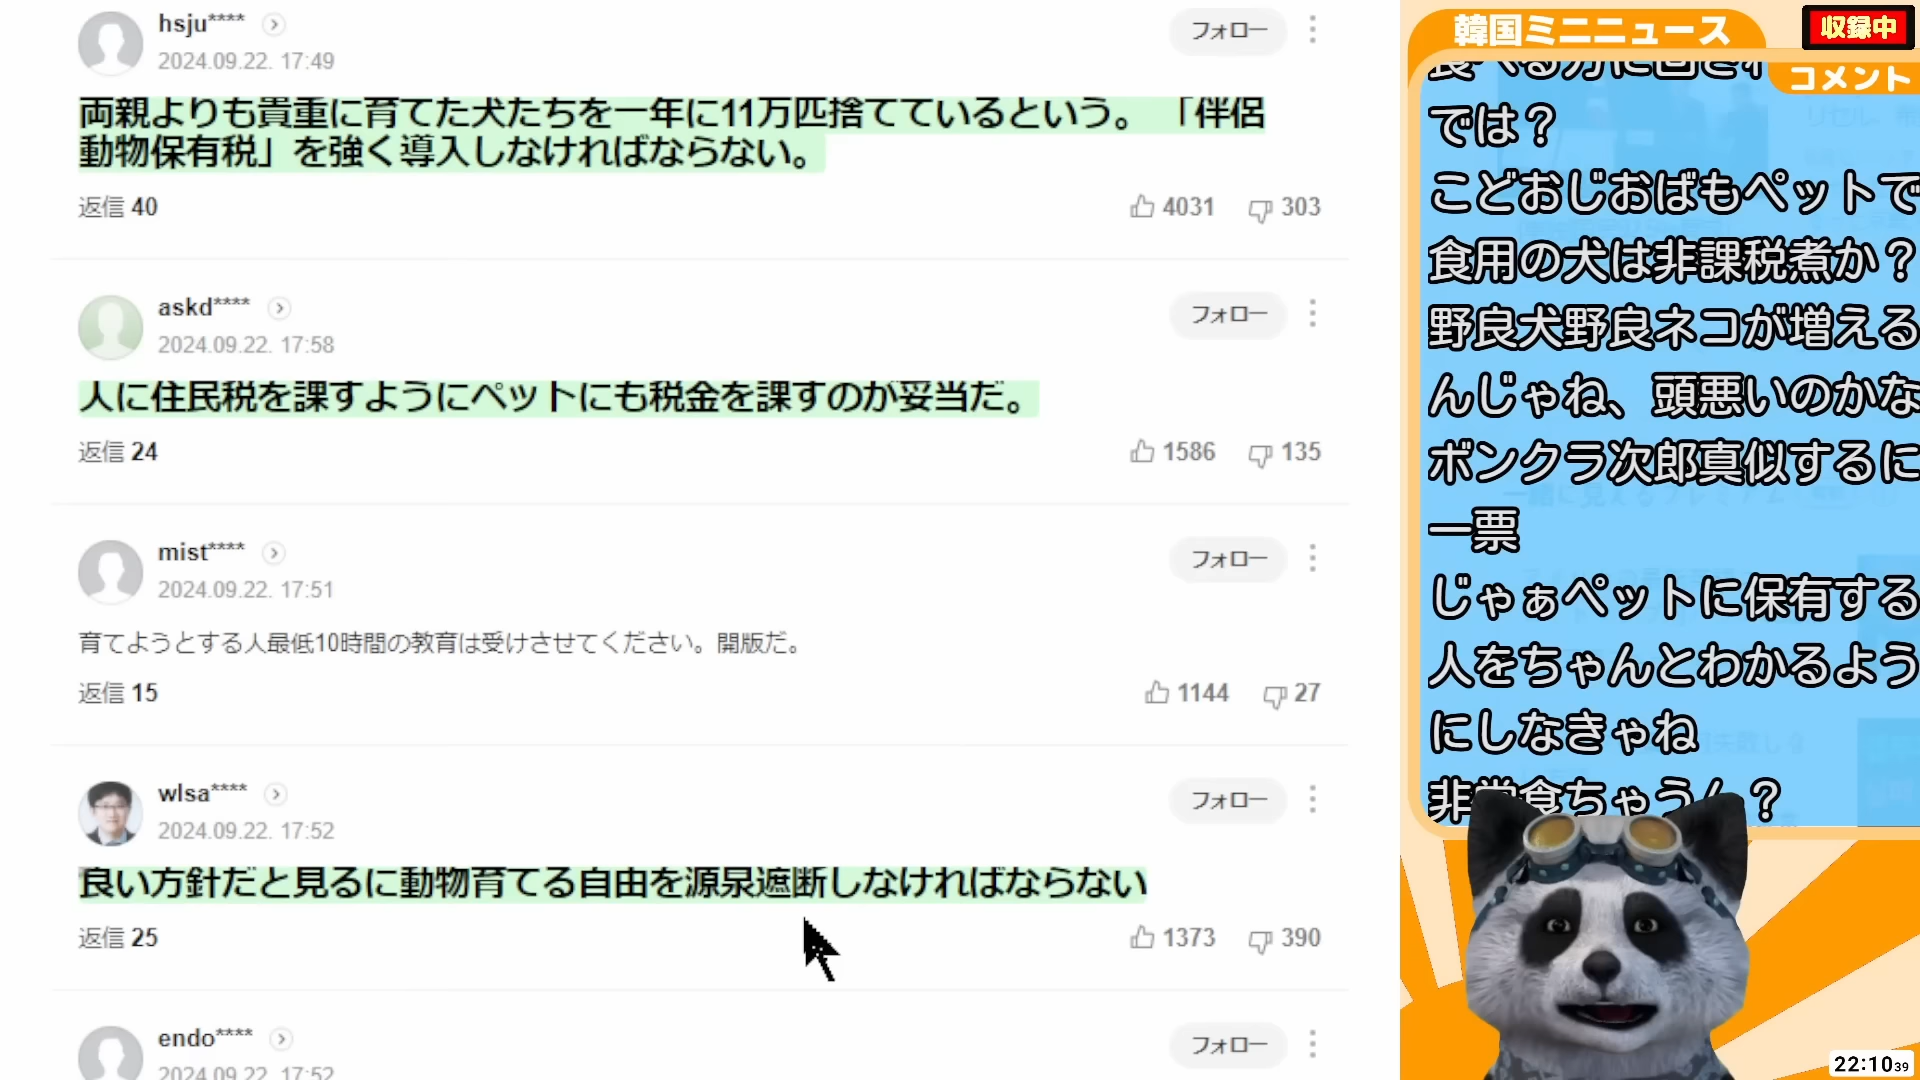 hsju****
2024.09.22. 17:49
フォロー
両親よりも貴重に育てた犬たちを一年に11万匹捨てているという。 「伴侶
動物保有税」を強く導入しなければならない。
返信 40
4031
303
askd****
2024.09.22. 17:58
フォロー
人に住民税を課すようにペットにも税金を課すのが妥当だ。
返信 24
1586
135
mist****
2024.09.22. 17:51
フォロー
育てようとする人最低10時間の教育は受けさせてください。開版だ。
返信 15
1144
27
wlsa****
2024.09.22. 17:52
フォロー
良い方針だと見るに動物育てる自由を源泉遮断しなければならない
返信 25
1373
390
endo****
2024.09.22. 17:52
フォロー
韓国ミニニュース
収録中
コメント
では？
こどおじおばもペットで
食用の犬は非課税煮か？
野良犬野良ネコが増える
んじゃね、頭悪いのかな
ボンクラ次郎真似するに
一票
じゃぁペットに保有する
人をちゃんとわかるよう
にしなきゃね
非常食ちゃうん？
22:10 39